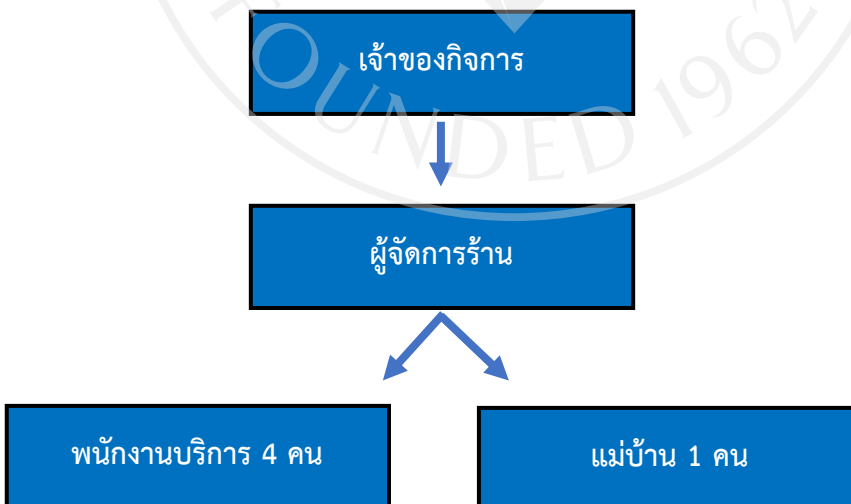 OUNDED 1962
เจ้าของกิจการ
ผู้จัดการร้าน
พนักงานบริการ 4 คน
แม่บ้าน 1 คน